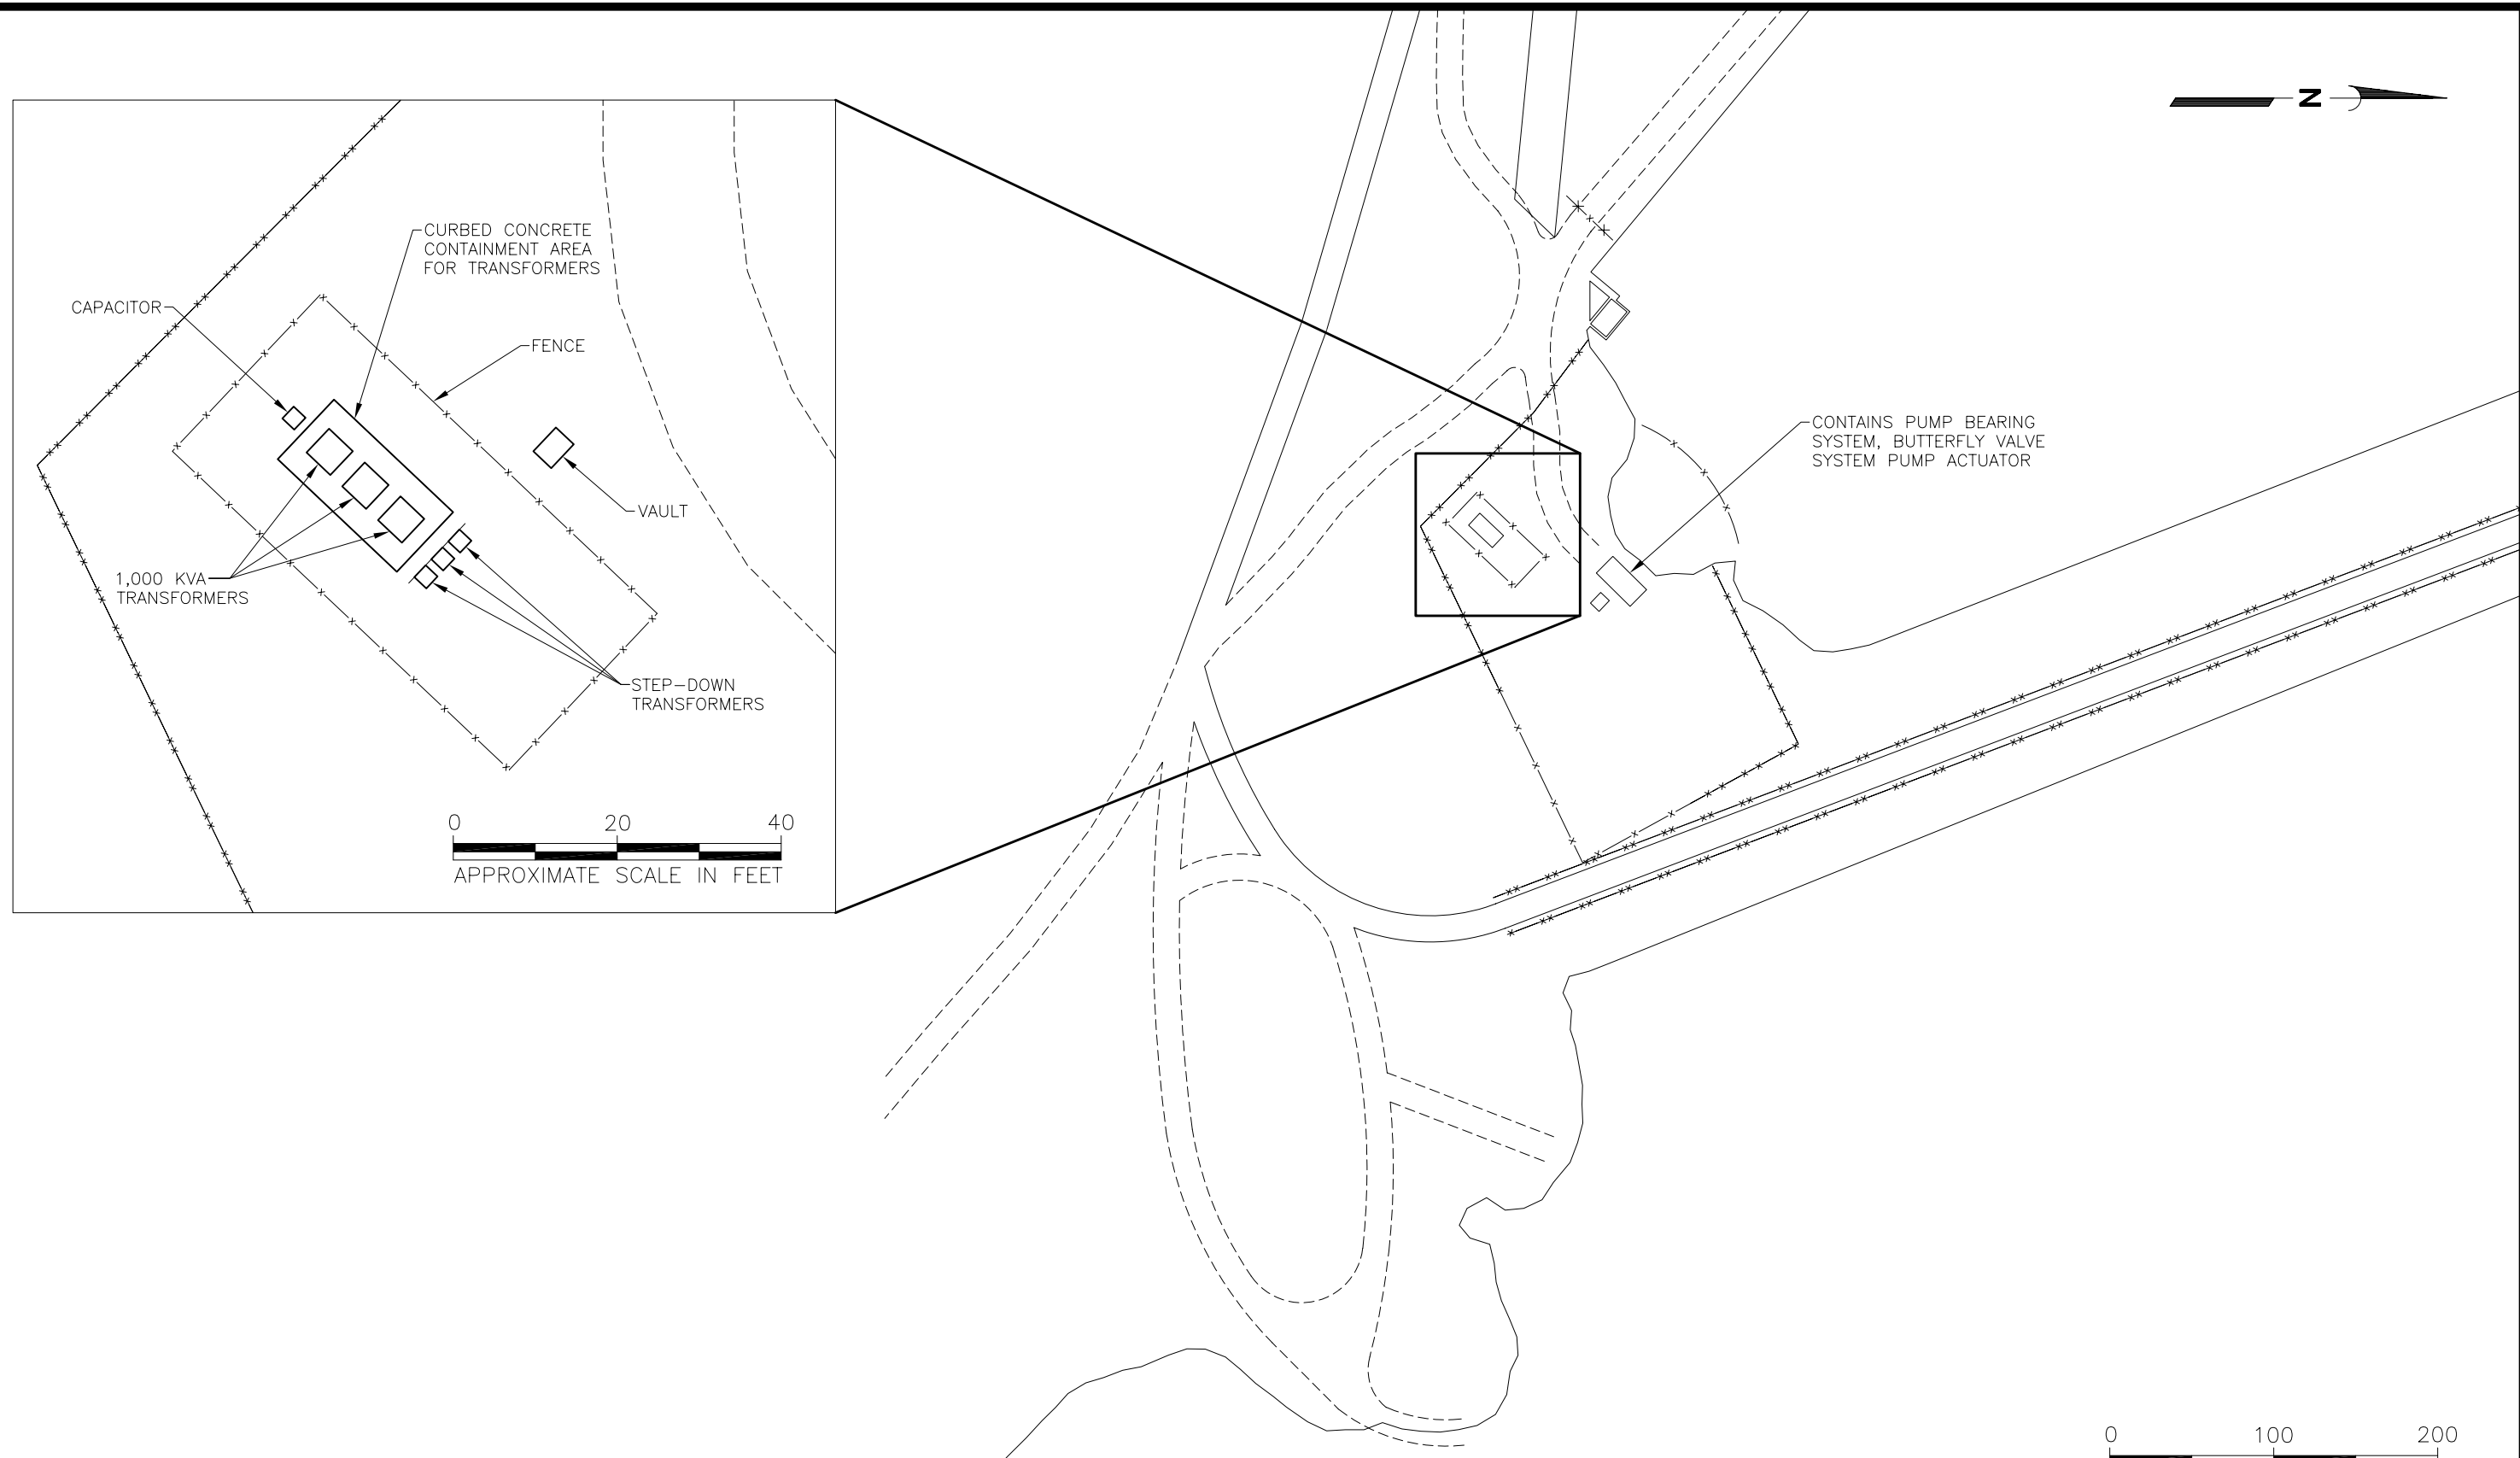 N
CURBED CONCRETE
CONTAINMENT AREA
FOR TRANSFORMERS
CAPACITOR
FENCE
VAULT
1,000 KVA
TRANSFORMERS
STEP-DOWN
TRANSFORMERS
0 20 40
APPROXIMATE SCALE IN FEET
CONTAINS PUMP BEARING
SYSTEM, BUTTERFLY VALVE
SYSTEM PUMP ACTUATOR
0 100 200